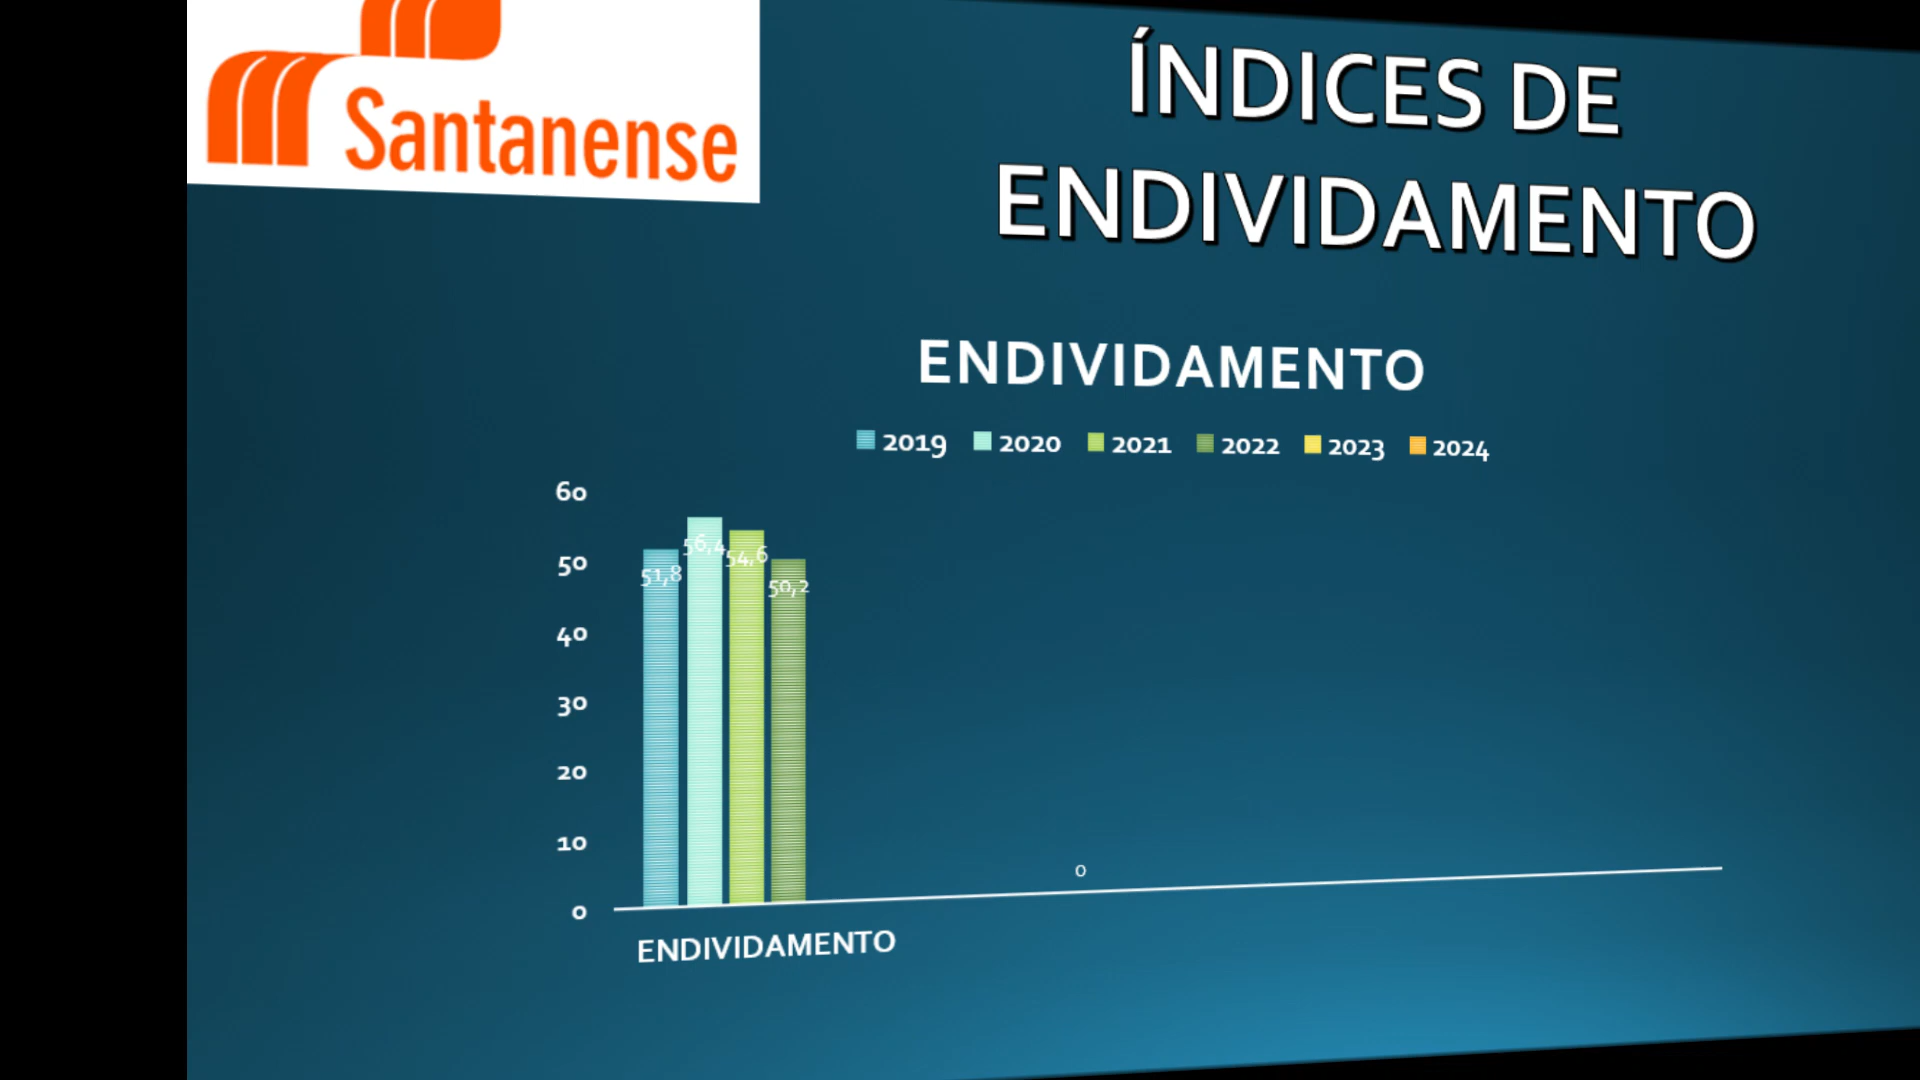 Santanense
ÍNDICES DE
ENDIVIDAMENTO
ENDIVIDAMENTO
2019 2020 2021 2022 2023 2024
60
50
40
30
20
10
0
51,8
56,4
54,6
50,2
0
ENDIVIDAMENTO